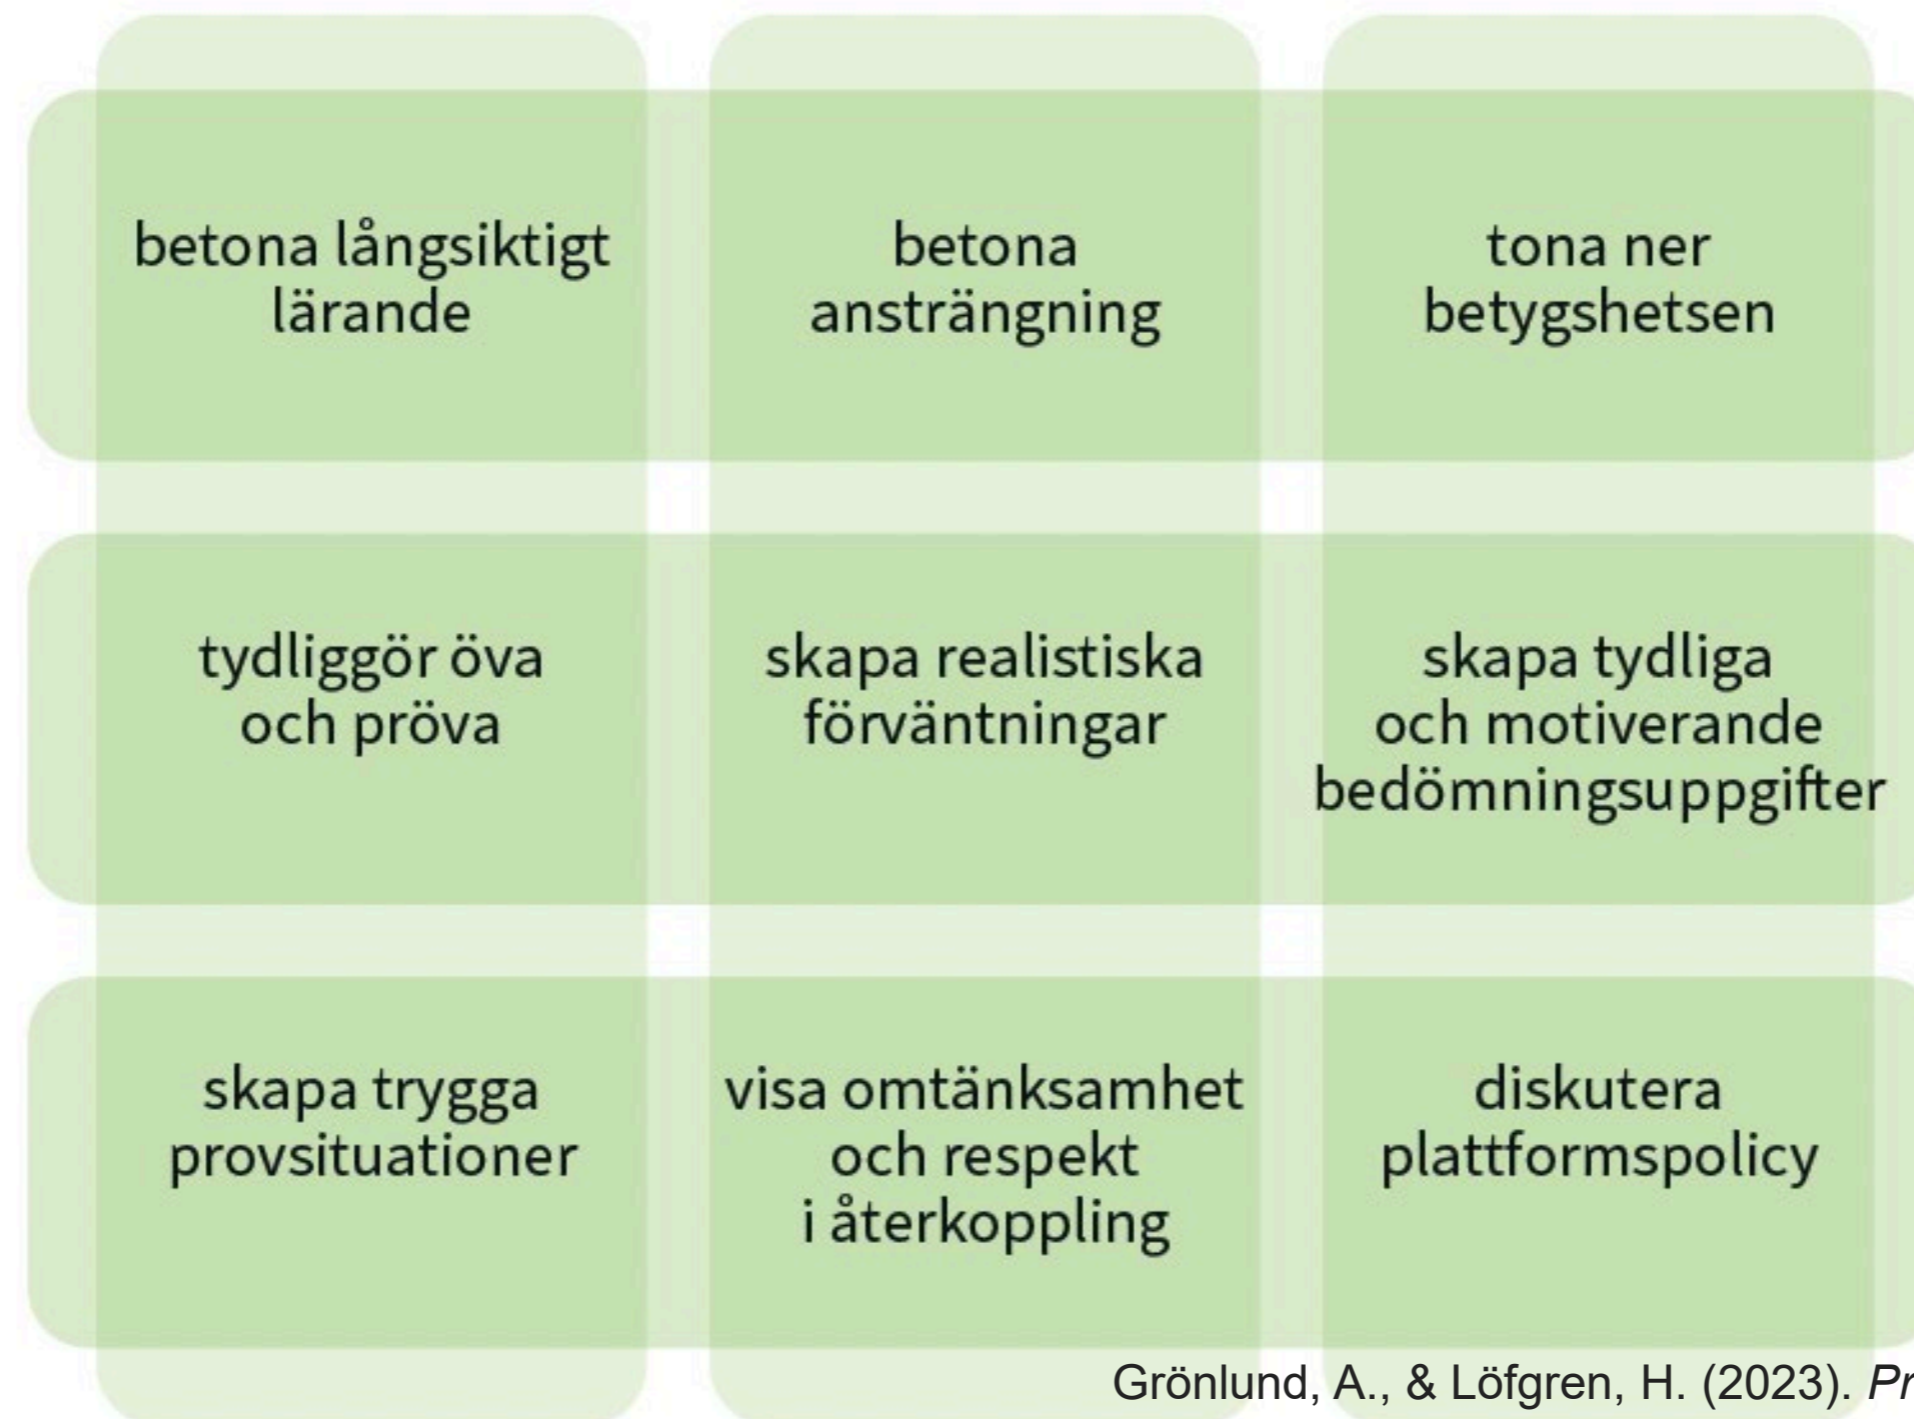 betona långsiktigt
lärande
betona
ansträngning
tona ner
betygshetsen
tydliggör öva
och pröva
skapa realistiska
förväntningar
skapa tydliga
och motiverande
bedömningsuppgifter
skapa trygga
provsituationer
visa omtänksamhet
och respekt
i återkoppling
diskutera
plattformspolicy
Grönlund, A., & Löfgren, H. (2023).